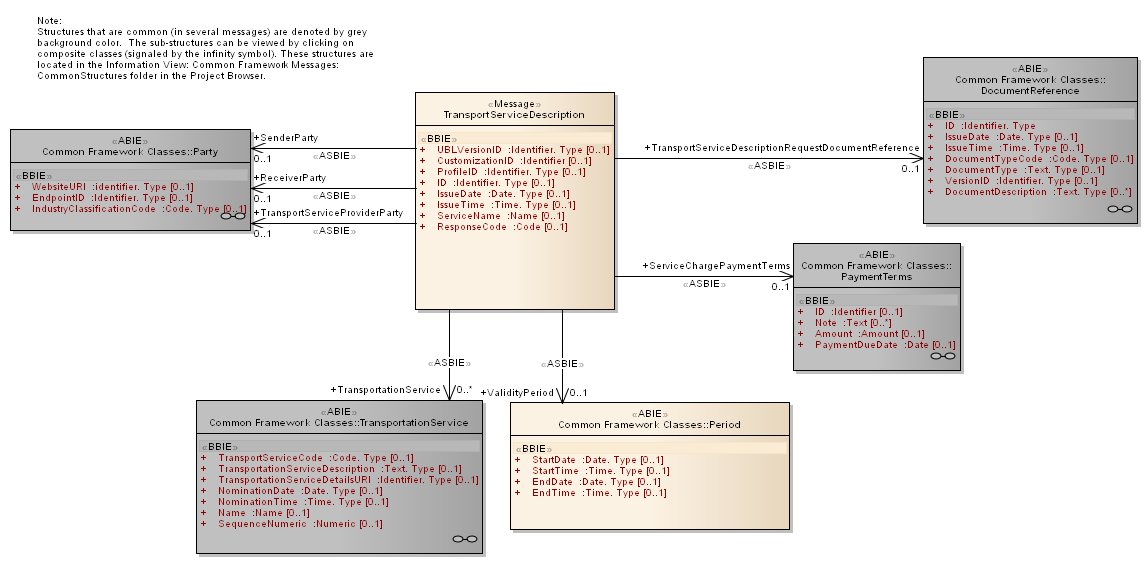 Note:
Structures that are common (in several messages) are denoted by grey
background color.  The sub-structures can be viewed by clicking on
composite classes (signaled by the infinity symbol). These structures are
located in the Information View: Common Framework Messages:
CommonStructures folder in the Project Browser.
«Message»
TransportServiceDescription
«BBIE»
+ UBLVersionID :Identifier. Type [0..1]
+ CustomizationID :Identifier [0..1]
+ ProfileID :Identifier. Type [0..1]
+ ID :Identifier. Type [0..1]
+ IssueDate :Date. Type [0..1]
+ IssueTime :Time. Type [0..1]
+ ServiceName :Name [0..1]
+ ResponseCode :Code [0..1]
«ABIE»
Common Framework Classes::Party
«BBIE»
+ WebsiteURI :Identifier. Type [0..1]
+ EndpointID :Identifier. Type [0..1]
+ IndustryClassificationCode :Code. Type [0..1]
+SenderParty
0..1
«ASBIE»
+ReceiverParty
0..1
«ASBIE»
+TransportServiceProviderParty
0..1
«ASBIE»
+TransportServiceDescriptionRequestDocumentReference
«ASBIE»
0..1
«ABIE»
Common Framework Classes::
DocumentReference
«BBIE»
+ ID :Identifier. Type
+ IssueDate :Date. Type [0..1]
+ IssueTime :Time. Type [0..1]
+ DocumentTypeCode :Code. Type [0..1]
+ DocumentType :Text. Type [0..1]
+ VersionID :Identifier. Type [0..1]
+ DocumentDescription :Text. Type [0..*]
+ServiceChargePaymentTerms
«ASBIE»
0..1
«ABIE»
Common Framework Classes::
PaymentTerms
«BBIE»
+ ID :Identifier [0..1]
+ Note :Text [0..*]
+ Amount :Amount [0..1]
+ PaymentDueDate :Date [0..1]
«ASBIE»
+TransportationService
0..*
«ASBIE»
+ValidityPeriod
0..1
«ABIE»
Common Framework Classes::TransportationService
«BBIE»
+ TransportServiceCode :Code. Type [0..1]
+ TransportationServiceDescription :Text. Type [0..1]
+ TransportationServiceDetailsURI :Identifier. Type [0..1]
+ NominationDate :Date. Type [0..1]
+ NominationTime :Time. Type [0..1]
+ Name :Name [0..1]
+ SequenceNumeric :Numeric [0..1]
«ABIE»
Common Framework Classes::Period
«BBIE»
+ StartDate :Date. Type [0..1]
+ StartTime :Time. Type [0..1]
+ EndDate :Date. Type [0..1]
+ EndTime :Time. Type [0..1]